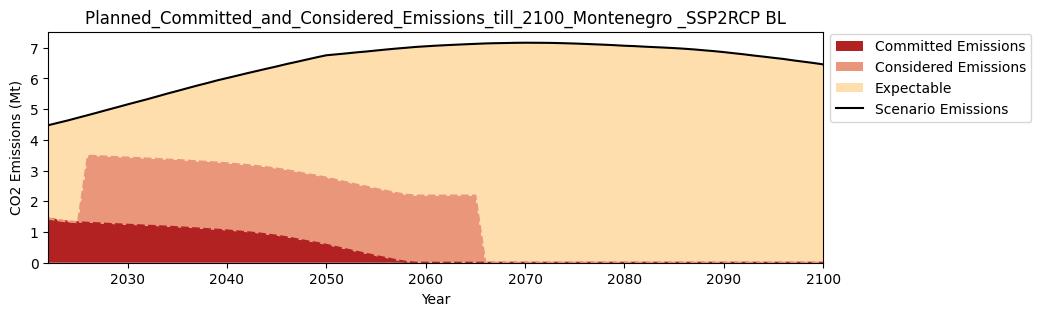 Planned_Committed_and_Considered_Emissions_till_2100_Montenegro _SSP2RCP BL
CO2 Emissions (Mt)
7
6
5
4
3
2
1
0
2030 2040 2050 2060 2070 2080 2090 2100
Year
Committed Emissions
Considered Emissions
Expectable
Scenario Emissions